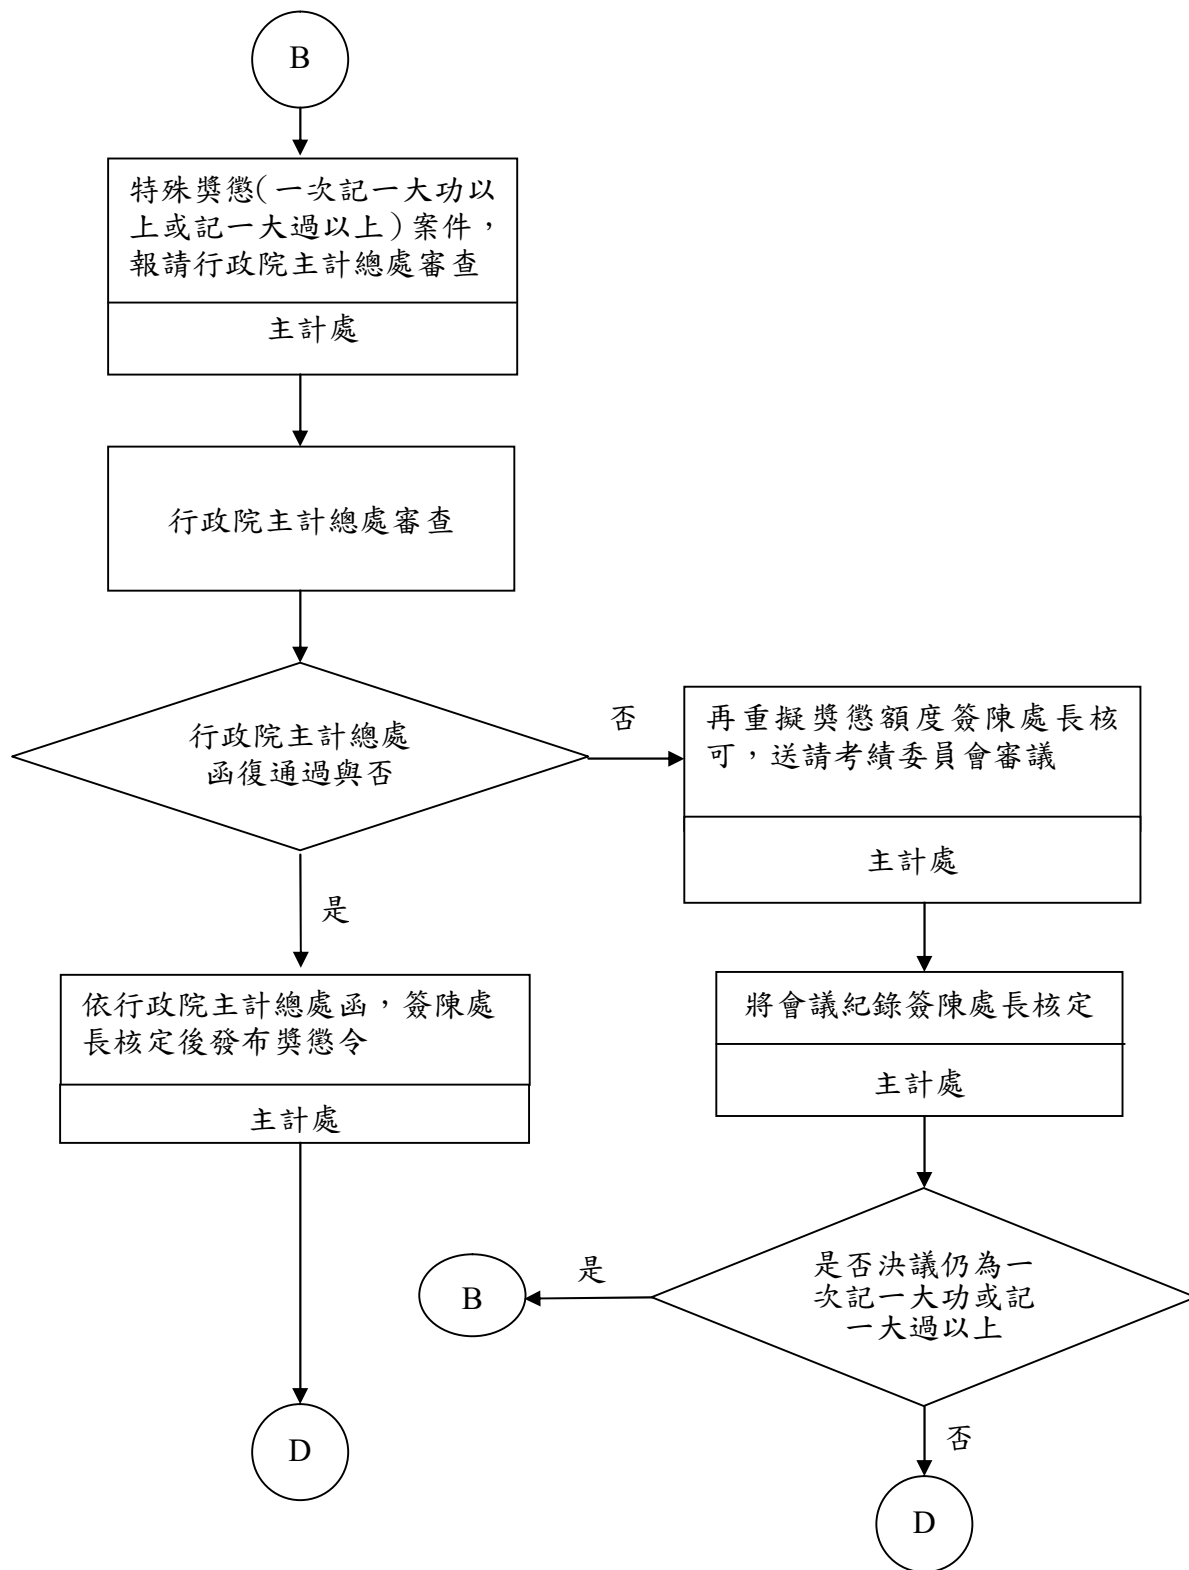 B
特殊獎懲(一次記一大功以
上或記一大過以上)案件，
報請行政院主計總處審查
主計處
行政院主計總處審查
行政院主計總處
函復通過與否
否
再重擬獎懲額度簽陳處長核
可，送請考績委員會審議
主計處
是
依行政院主計總處函，簽陳處
長核定後發布獎懲令
主計處
將會議紀錄簽陳處長核定
主計處
是否決議仍為一
次記一大功或記
一大過以上
是
B
否
D
D